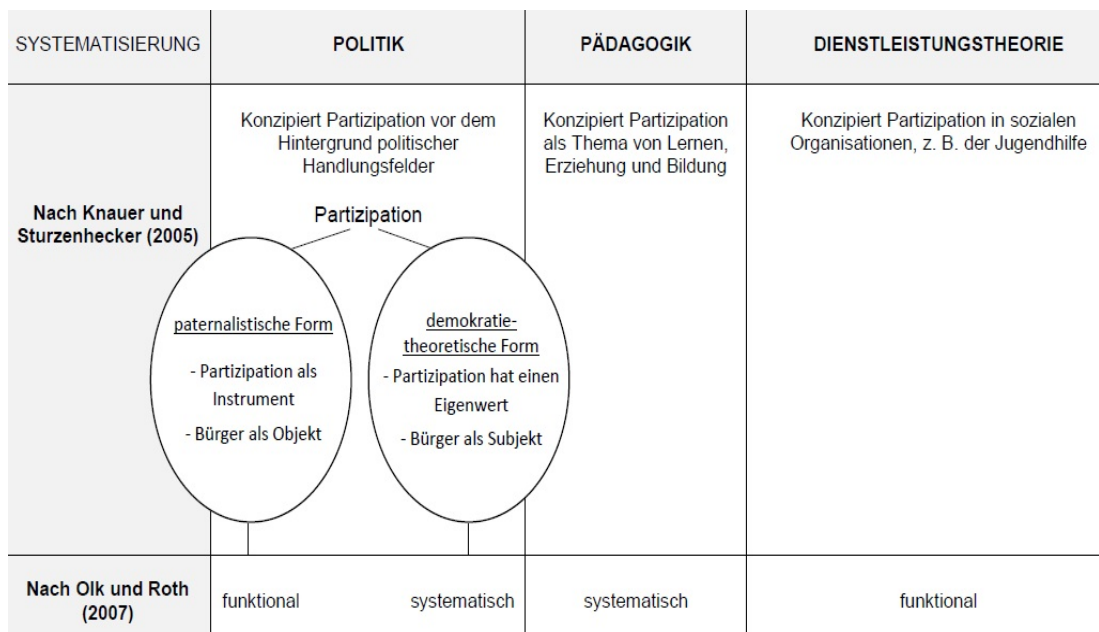 SYSTEMATISIERUNG
POLITIK
PÄDAGOGIK
DIENSTLEISTUNGSTHEORIE
Nach Knauer und
Sturzenhecker (2005)
Konzipiert Partizipation vor dem
Hintergrund politischer
Handlungsfelder
Partizipation
paternalistische Form
- Partizipation als
Instrument
- Bürger als Objekt
demokratie-
theoretische Form
- Partizipation hat einen
Eigenwert
- Bürger als Subjekt
Konzipiert Partizipation
als Thema von Lernen,
Erziehung und Bildung
Konzipiert Partizipation in sozialen
Organisationen, z. B. der Jugendhilfe
Nach Olk und Roth
(2007)
funktional
systematisch
systematisch
funktional